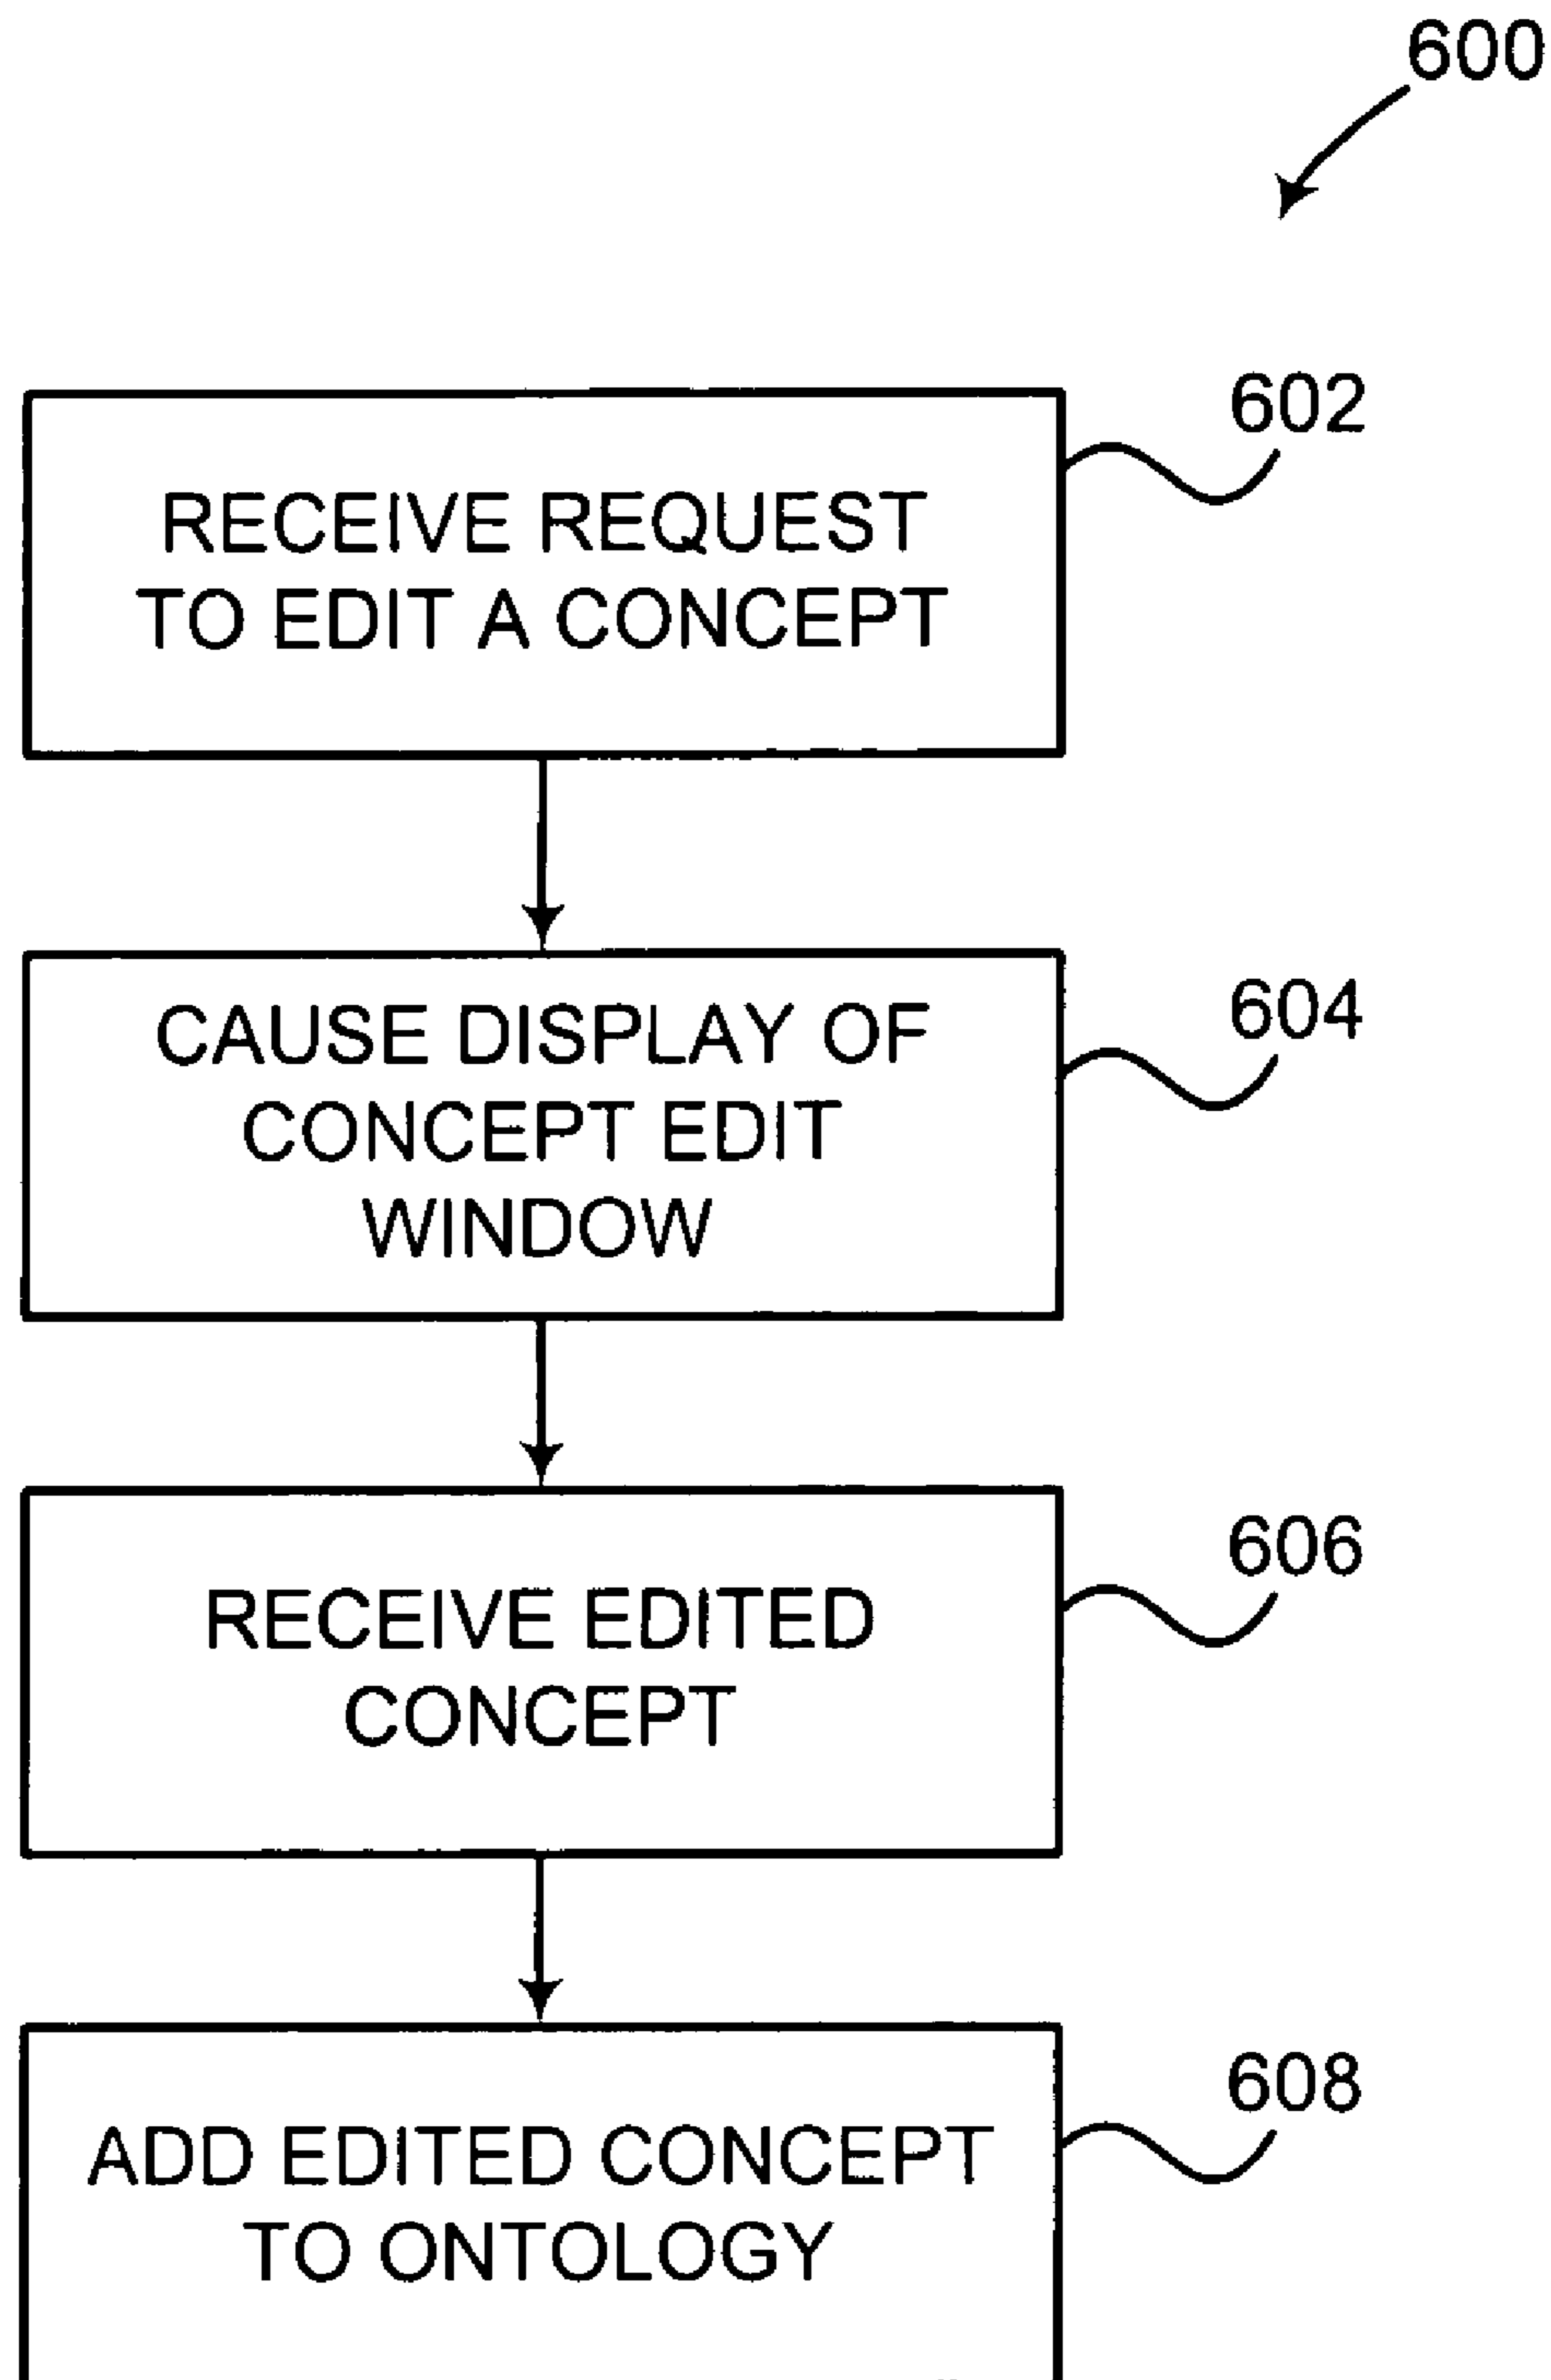 600
602
RECEIVE REQUEST
TO EDIT A CONCEPT
604
CAUSE DISPLAY OF
CONCEPT EDIT
WINDOW
606
RECEIVE EDITED
CONCEPT
608
ADD EDITED CONCEPT
TO ONTOLOGY